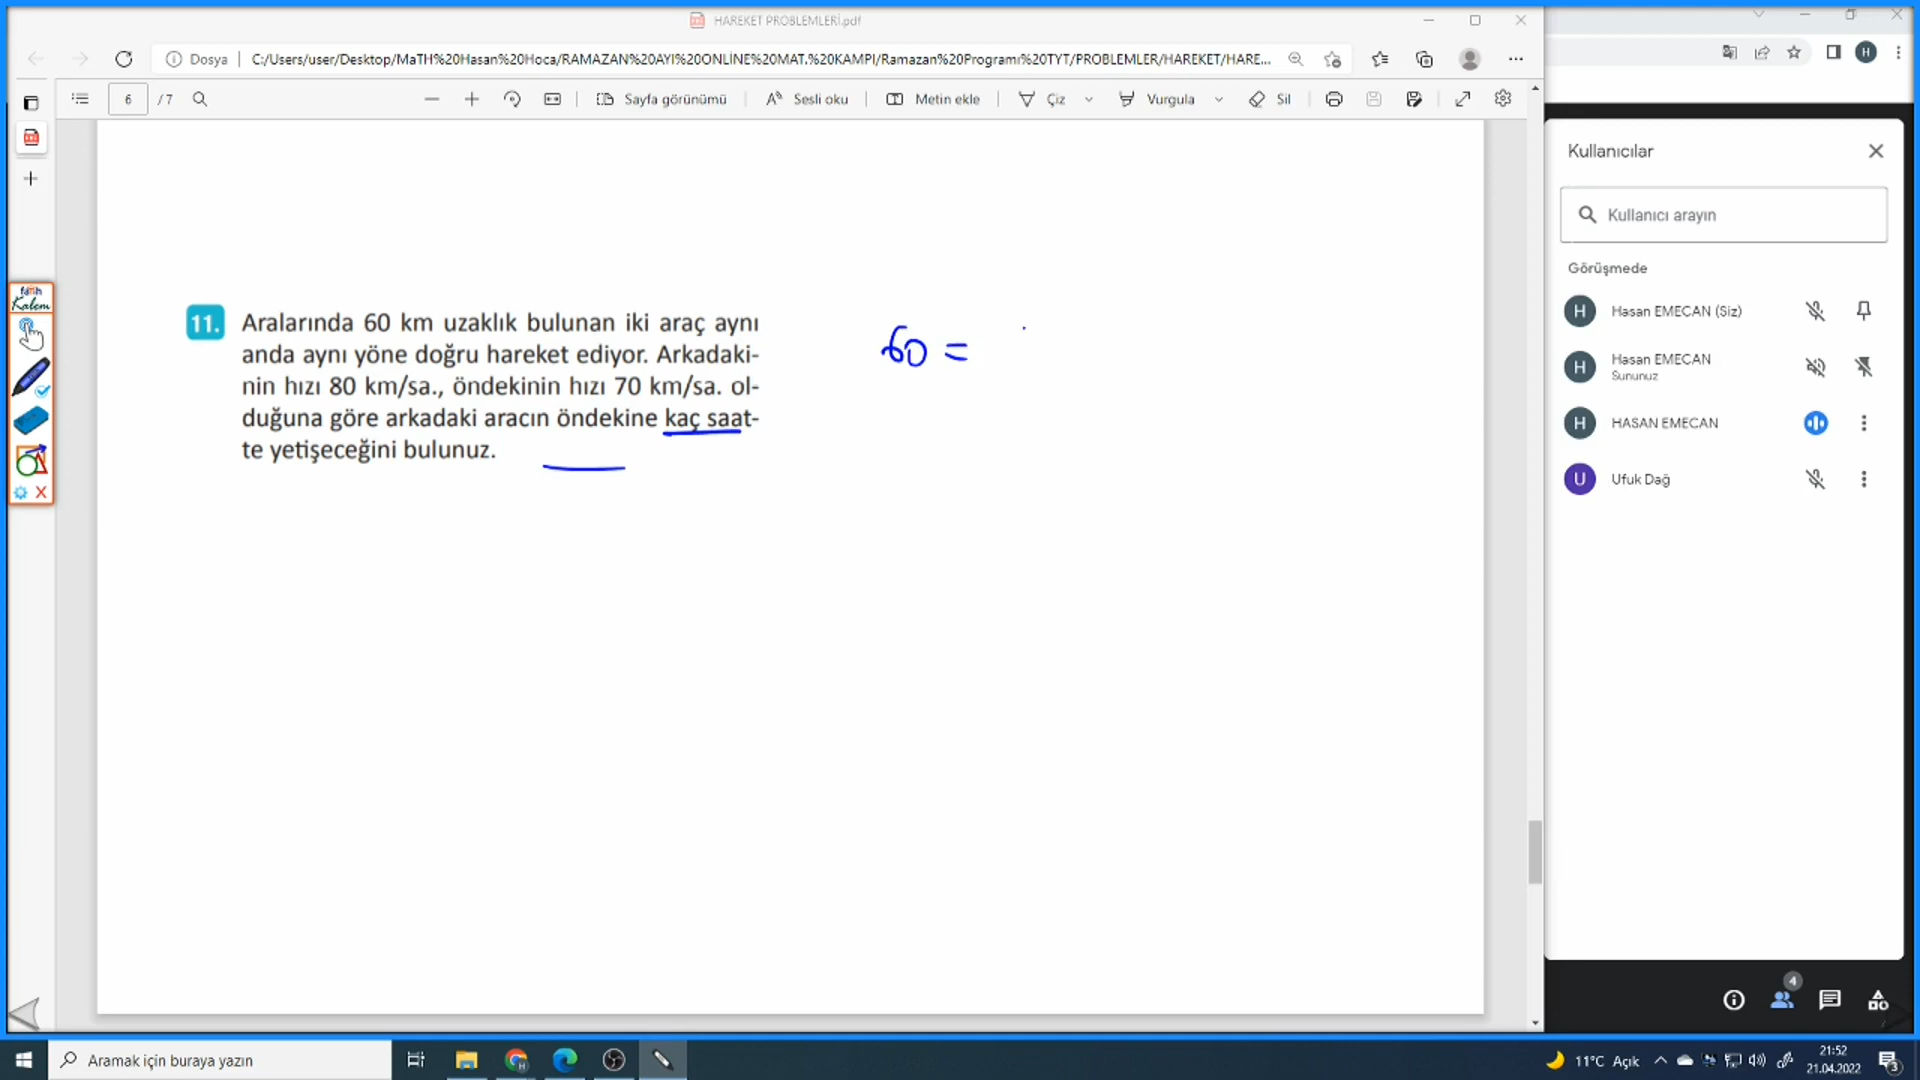 HAREKET PROBLEMLERİ.pdf
Dosya C:/Users/user/Desktop/MaTH%20Hasan%20Hoca/RAMAZAN%20AYI%20ONLİNE%20MAT.%20KAMPI/Ramazan%20Programı%20TYT/PROBLEMLER/HAREKET/HARE...
6 /7 Sayfa görünümü Sesli oku Metin ekle Çiz Vurgula Sil
fatih
Kalem
11. Aralarında 60 km uzaklık bulunan iki araç aynı
anda aynı yöne doğru hareket ediyor. Arkadaki-
nin hızı 80 km/sa., öndekinin hızı 70 km/sa. ol-
duğuna göre arkadaki aracın öndekine kaç saat-
te yetişeceğini bulunuz.
60 =
Kullanıcılar
Kullanıcı arayın
Görüşmede
H Hasan EMECAN (Siz)
H Hasan EMECAN
Sununuz
H HASAN EMECAN
U Ufuk Dağ
4
Aramak için buraya yazın
11°C Açık
21:52
21.04.2022
3